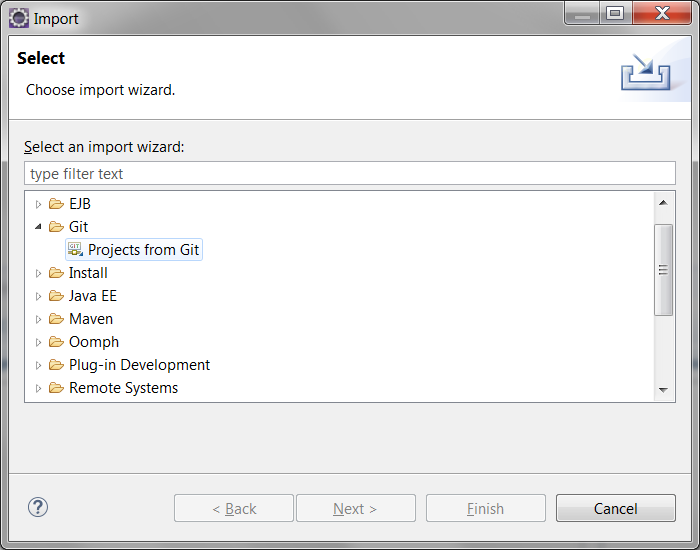 Import
Select
Choose import wizard.
Select an import wizard:
type filter text
EJB
Git
GIT Projects from Git
Install
Java EE
Maven
Oomph
Plug-in Development
Remote Systems
? < Back Next > Finish Cancel